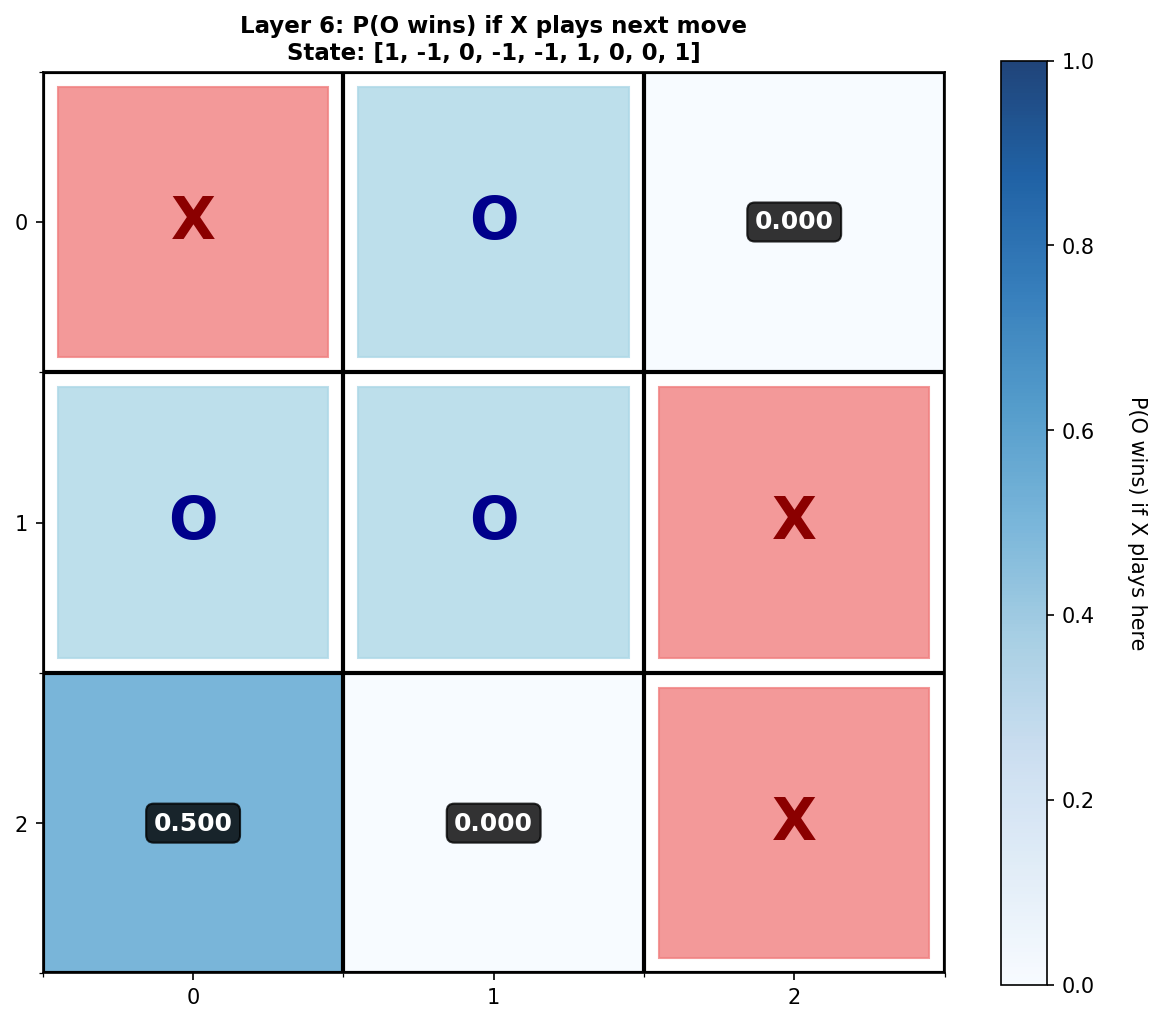 Layer 6: P(O wins) if X plays next move
State: [1, -1, 0, -1, -1, 1, 0, 0, 1]
0
X
O
0.000
1
O
O
X
2
0.500
0.000
X
0
1
2
1.0
0.8
0.6
0.4
0.2
0.0
P(O wins) if X plays here